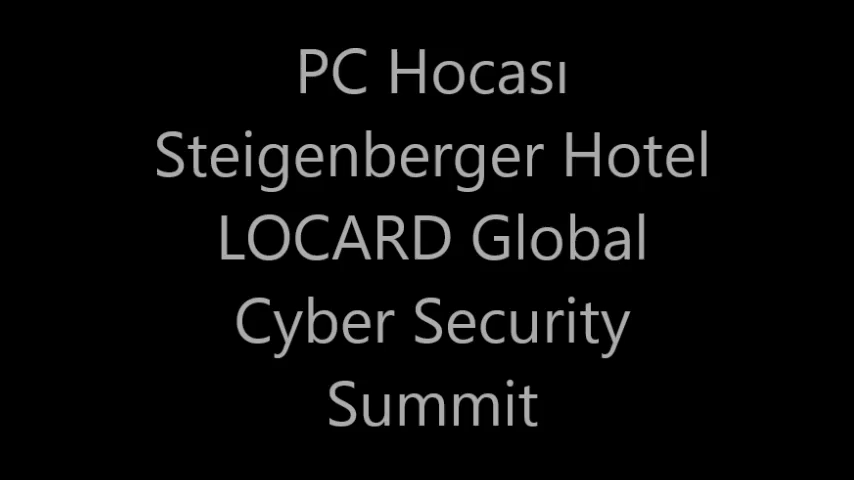 PC Hocası
Steigenberger Hotel
LOCARD Global
Cyber Security
Summit